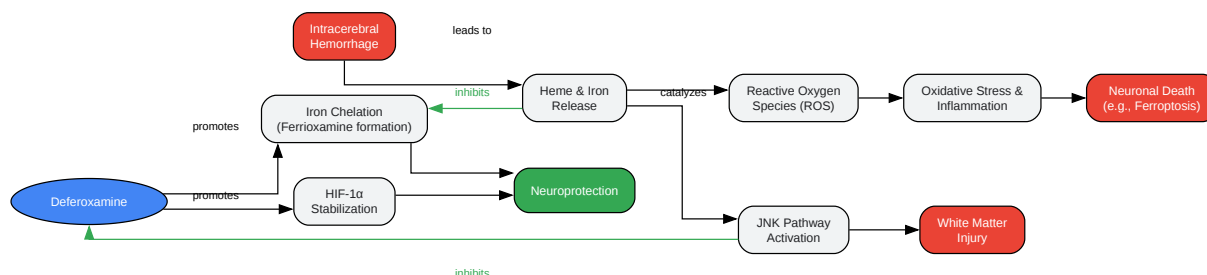 Intracerebral
Hemorrhage
leads to
inhibits
Heme & Iron
Release
catalyzes
Reactive Oxygen
Species (ROS)
Oxidative Stress &
Inflammation
Neuronal Death
(e.g., Ferroptosis)
Iron Chelation
(Ferrioxamine formation)
promotes
promotes
Deferoxamine
HIF-1α
Stabilization
Neuroprotection
JNK Pathway
Activation
White Matter
Injury
inhibits